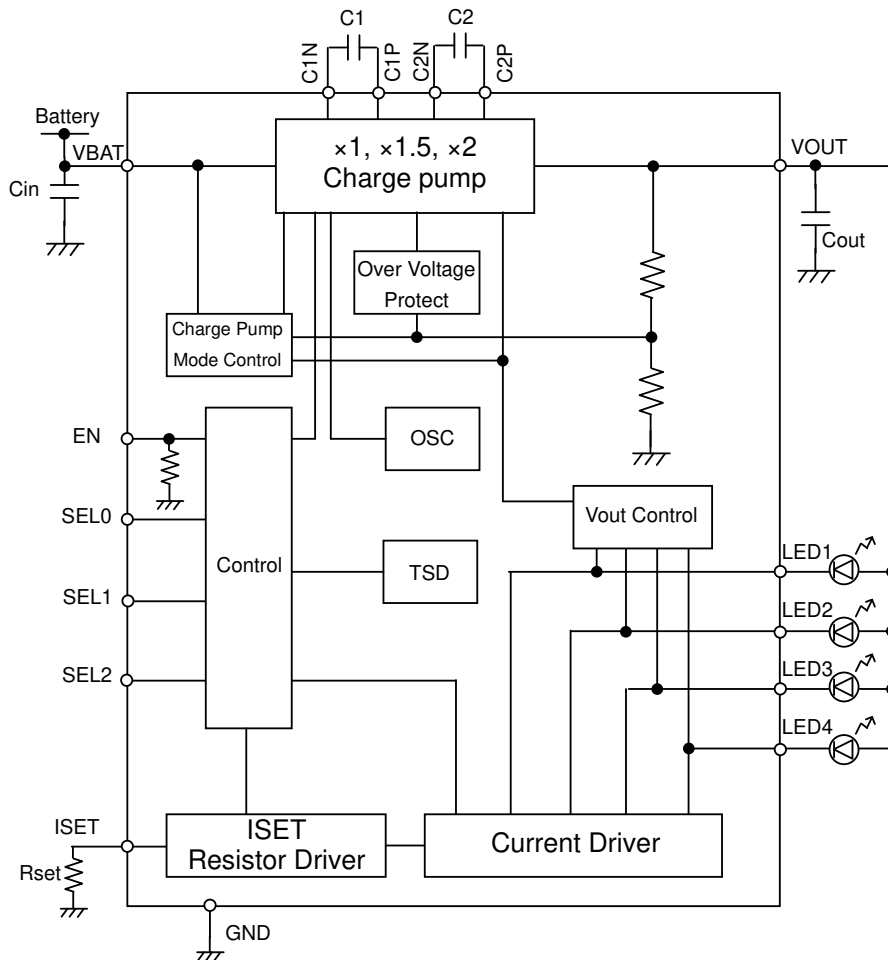 C1
C2
C1N
C1P
C2N
C2P
Battery
VBAT
×1, ×1.5, ×2
Charge pump
VOUT
Cin
Cout
Over Voltage
Protect
Charge Pump
Mode Control
EN
OSC
SEL0
Vout Control
Control
TSD
LED1
SEL1
LED2
SEL2
LED3
LED4
ISET
ISET
Resistor Driver
Current Driver
Rset
GND